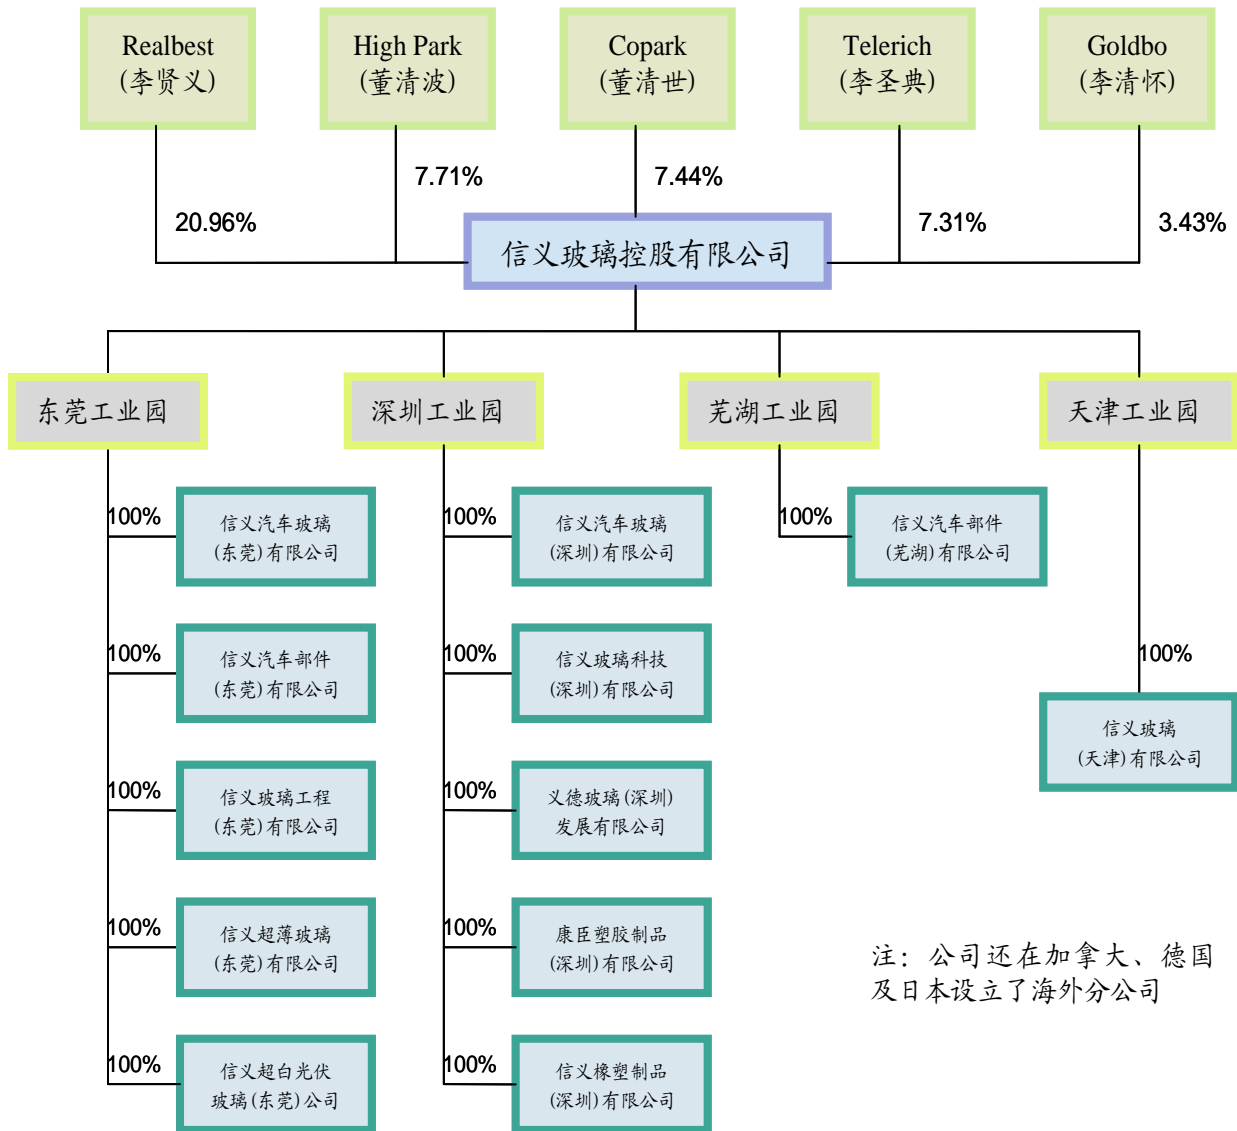 Realbest
(李贤义)
High Park
(董清波)
Copark
(董清世)
Telerich
(李圣典)
Goldbo
(李清怀)
7.71%
7.44%
20.96%
7.31%
3.43%
信义玻璃控股有限公司
东莞工业园
深圳工业园
芜湖工业园
天津工业园
100%
信义汽车玻璃
(东莞)有限公司
100%
信义汽车玻璃
(深圳)有限公司
100%
信义汽车部件
(芜湖)有限公司
100%
信义汽车部件
(东莞)有限公司
100%
信义玻璃科技
(深圳)有限公司
100%
信义玻璃
(天津)有限公司
100%
信义玻璃工程
(东莞)有限公司
100%
义德玻璃(深圳)
发展有限公司
100%
信义超薄玻璃
(东莞)有限公司
100%
康臣塑胶制品
(深圳)有限公司
注：公司还在加拿大、德国
及日本设立了海外分公司
100%
信义超白光伏
玻璃(东莞)公司
100%
信义橡塑制品
(深圳)有限公司